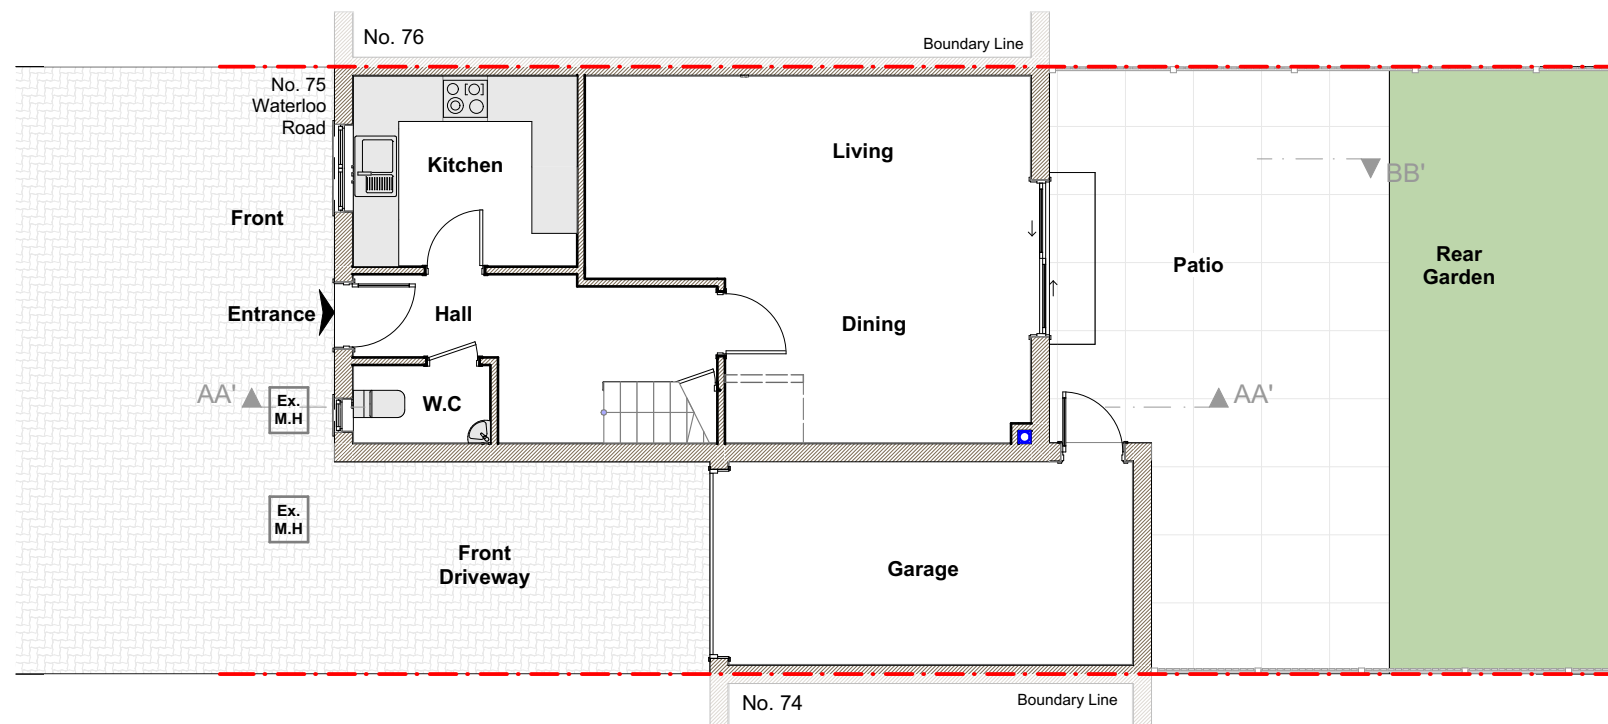 No. 76
Boundary Line
No. 75
Waterloo
Road
Kitchen
Living
BB'
Front
Patio
Rear
Garden
Entrance
Hall
Dining
AA'
Ex.
M.H
W.C
AA'
Ex.
M.H
Front
Driveway
Garage
No. 74
Boundary Line